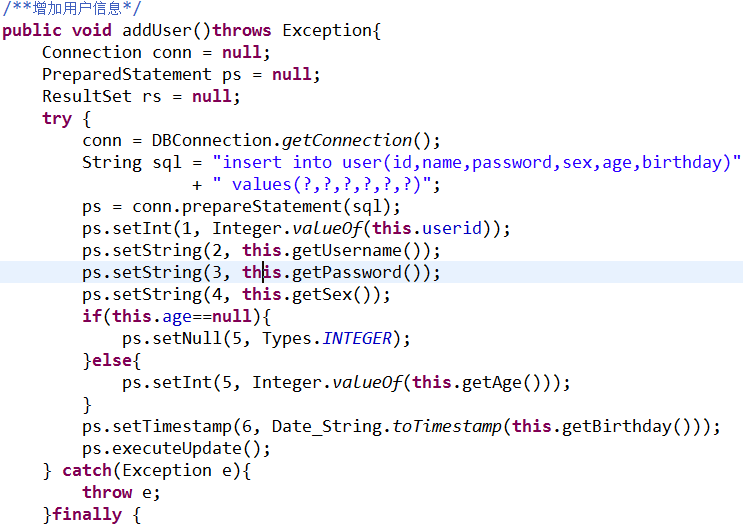 /**增加用户信息*/
public void addUser()throws Exception{
    Connection conn = null;
    PreparedStatement ps = null;
    ResultSet rs = null;
    try {
        conn = DBConnection.getConnection();
        String sql = "insert into user(id,name,password,sex,age,birthday)"
                   + " values(?,?,?,?,?,?)";
        ps = conn.prepareStatement(sql);
        ps.setInt(1, Integer.valueOf(this.userid));
        ps.setString(2, this.getUsername());
        ps.setString(3, this.getPassword());
        ps.setString(4, this.getSex());
        if(this.age==null){
            ps.setNull(5, Types.INTEGER);
        }else{
            ps.setInt(5, Integer.valueOf(this.getAge()));
        }
        ps.setTimestamp(6, Date_String.toTimestamp(this.getBirthday()));
        ps.executeUpdate();
    } catch(Exception e){
        throw e;
    }finally {